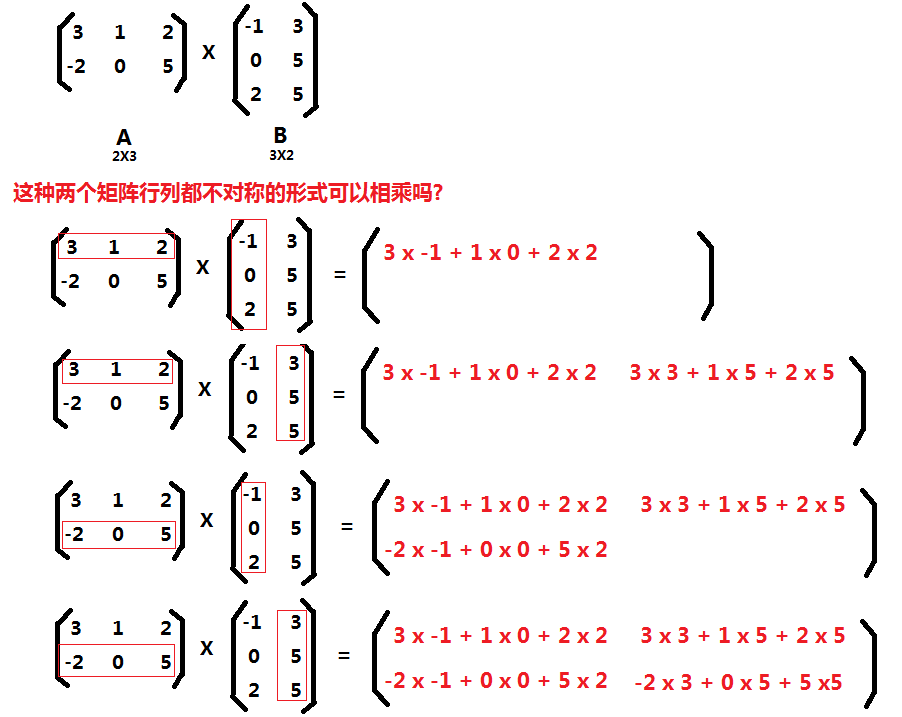 3 1 2 -1 3
-2 0 5 X 0 5
2 5
A B
2X3 3X2
这种两个矩阵行列都不对称的形式可以相乘吗?
3 1 2 -1 3 3 x -1 + 1 x 0 + 2 x 2
-2 0 5 X 0 5 =
2 5
3 1 2 -1 3 3 x -1 + 1 x 0 + 2 x 2 3 x 3 + 1 x 5 + 2 x 5
-2 0 5 X 0 5 =
2 5
3 1 2 -1 3 3 x -1 + 1 x 0 + 2 x 2 3 x 3 + 1 x 5 + 2 x 5
-2 0 5 X 0 5 = -2 x -1 + 0 x 0 + 5 x 2
2 5
3 1 2 -1 3 3 x -1 + 1 x 0 + 2 x 2 3 x 3 + 1 x 5 + 2 x 5
-2 0 5 X 0 5 = -2 x -1 + 0 x 0 + 5 x 2 -2 x 3 + 0 x 5 + 5 x5
2 5